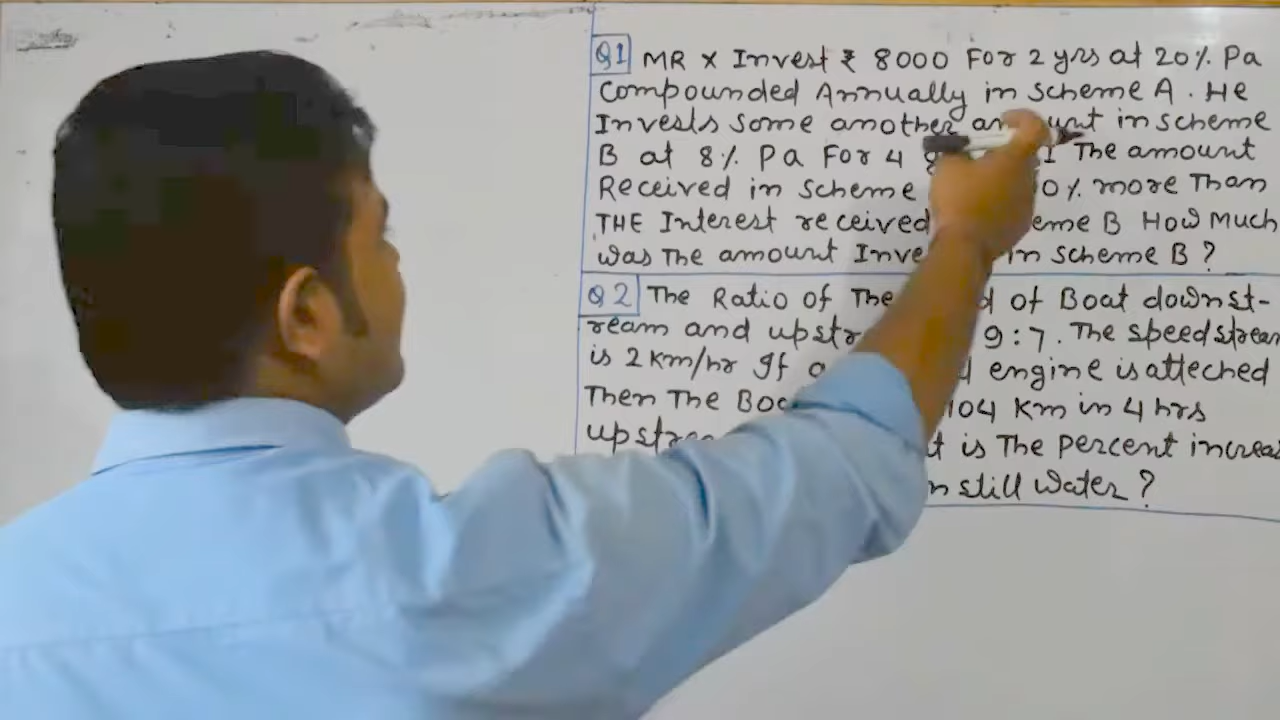 Q1 MR X Invest ₹ 8000 For 2 yrs at 20% Pa
Compounded Annually in Scheme A. He
Invests Some another amount in Scheme
B at 8% Pa For 4 The amount
Received in Scheme 0% more Than
THE Interest received eme B How Much
was The amount Inve in Scheme B?
Q2 The Ratio of The d of Boat downst-
ream and upstr 9:7. The Speed strea
is 2 Km/hr If engine is atteched
Then The Boa 104 Km in 4 hrs
upstrea t is The Percent increa
n still water?